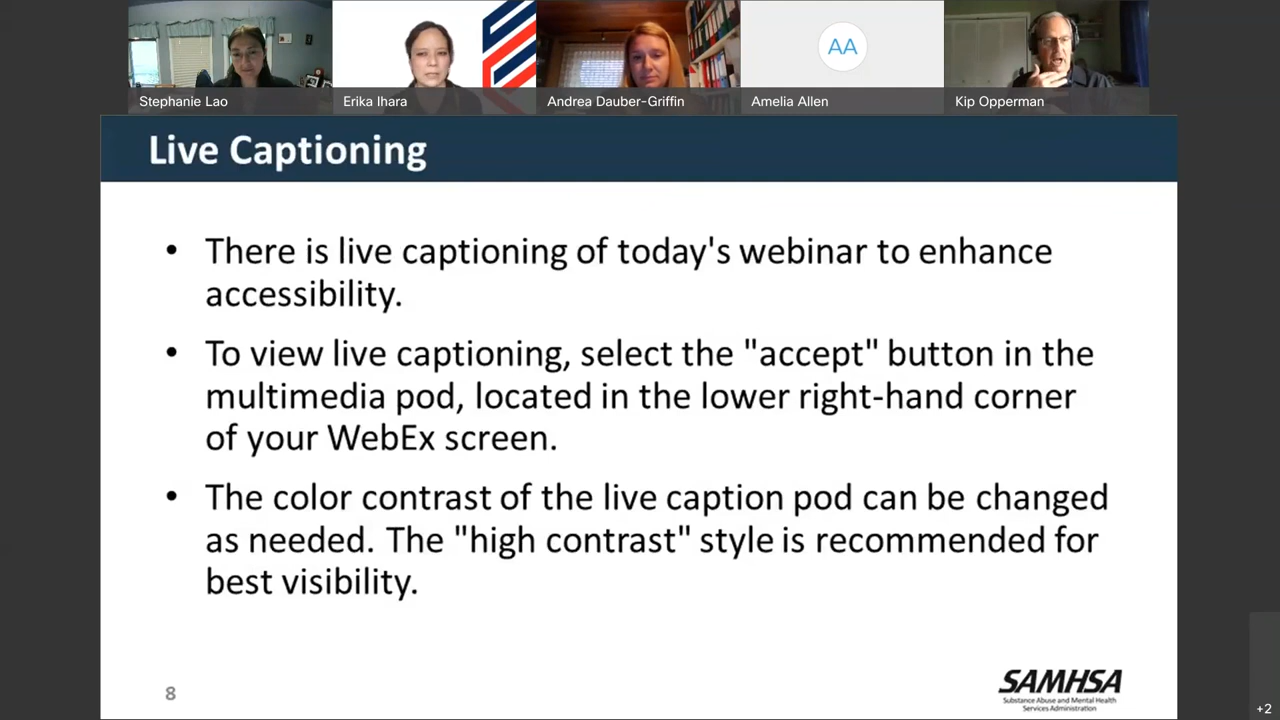 Stephanie Lao
Erika Ihara
Andrea Dauber-Griffin
AA
Amelia Allen
Kip Opperman
Live Captioning
• There is live captioning of today's webinar to enhance
accessibility.
• To view live captioning, select the "accept" button in the
multimedia pod, located in the lower right-hand corner
of your WebEx screen.
• The color contrast of the live caption pod can be changed
as needed. The "high contrast" style is recommended for
best visibility.
8
SAMHSA
Substance Abuse and Mental Health
Services Administration
+2